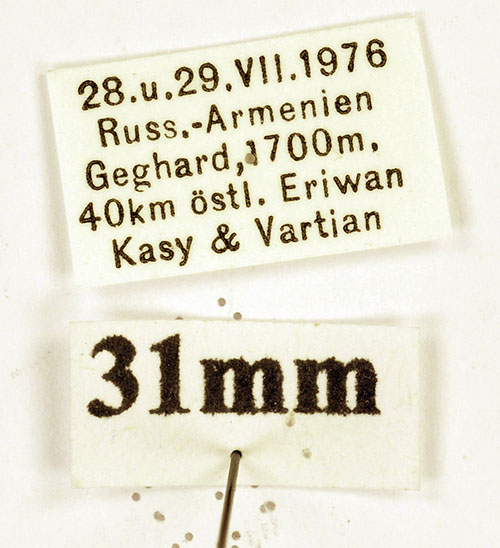 28.u.29.VII.1976
Russ.-Armenien
Geghard, 1700m,
40km östl. Eriwan
Kasy & Vartian
31mm